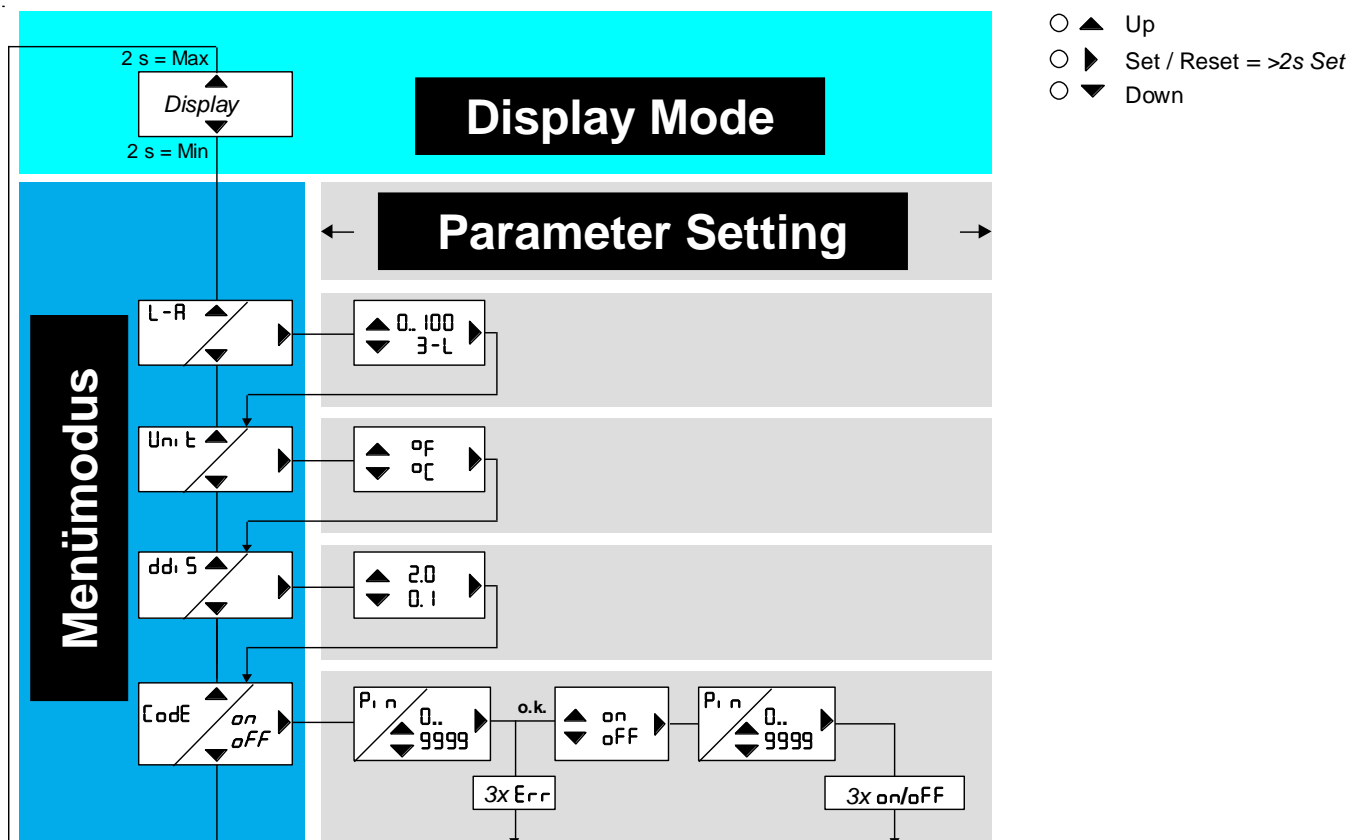 Up
Set / Reset = >2s Set
Down
2 s = Max
Display
2 s = Min
Display Mode
Parameter Setting
Menümodus
L-A
0.. 100
3-L
Unit
°F
°C
ddiS
2.0
0.1
CodE
on
oFF
Pin
0..
9999
o.k.
on
oFF
Pin
0..
9999
3x Err
3x on/oFF